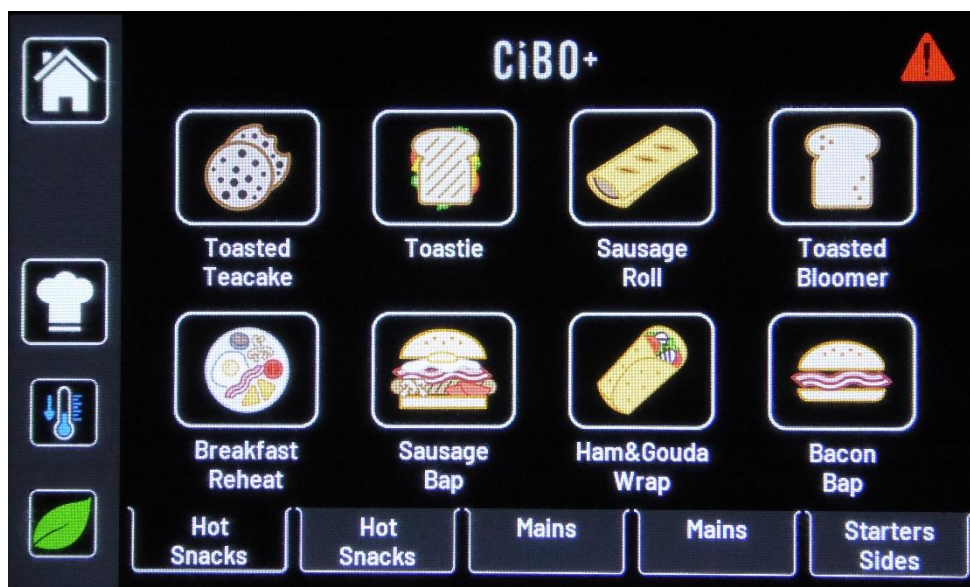 CiBO+
Toasted
Teacake
Toastie
Sausage
Roll
Toasted
Bloomer
Breakfast
Reheat
Sausage
Bap
Ham&Gouda
Wrap
Bacon
Bap
Hot
Snacks
Hot
Snacks
Mains
Mains
Starters
Sides